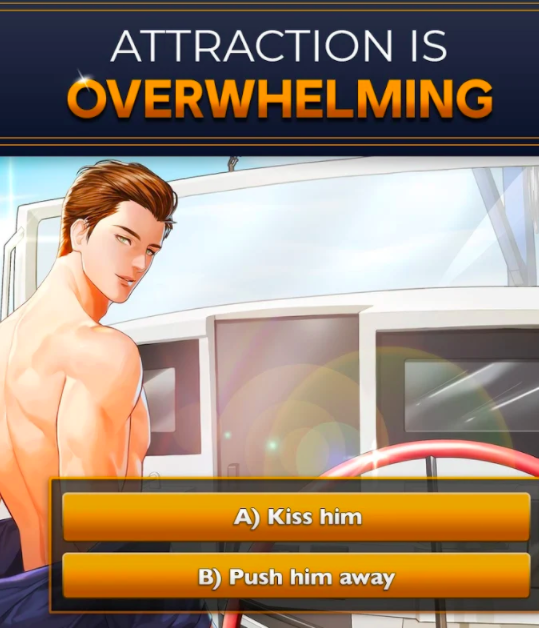 ATTRACTION IS
OVERWHELMING
A) Kiss him
B) Push him away